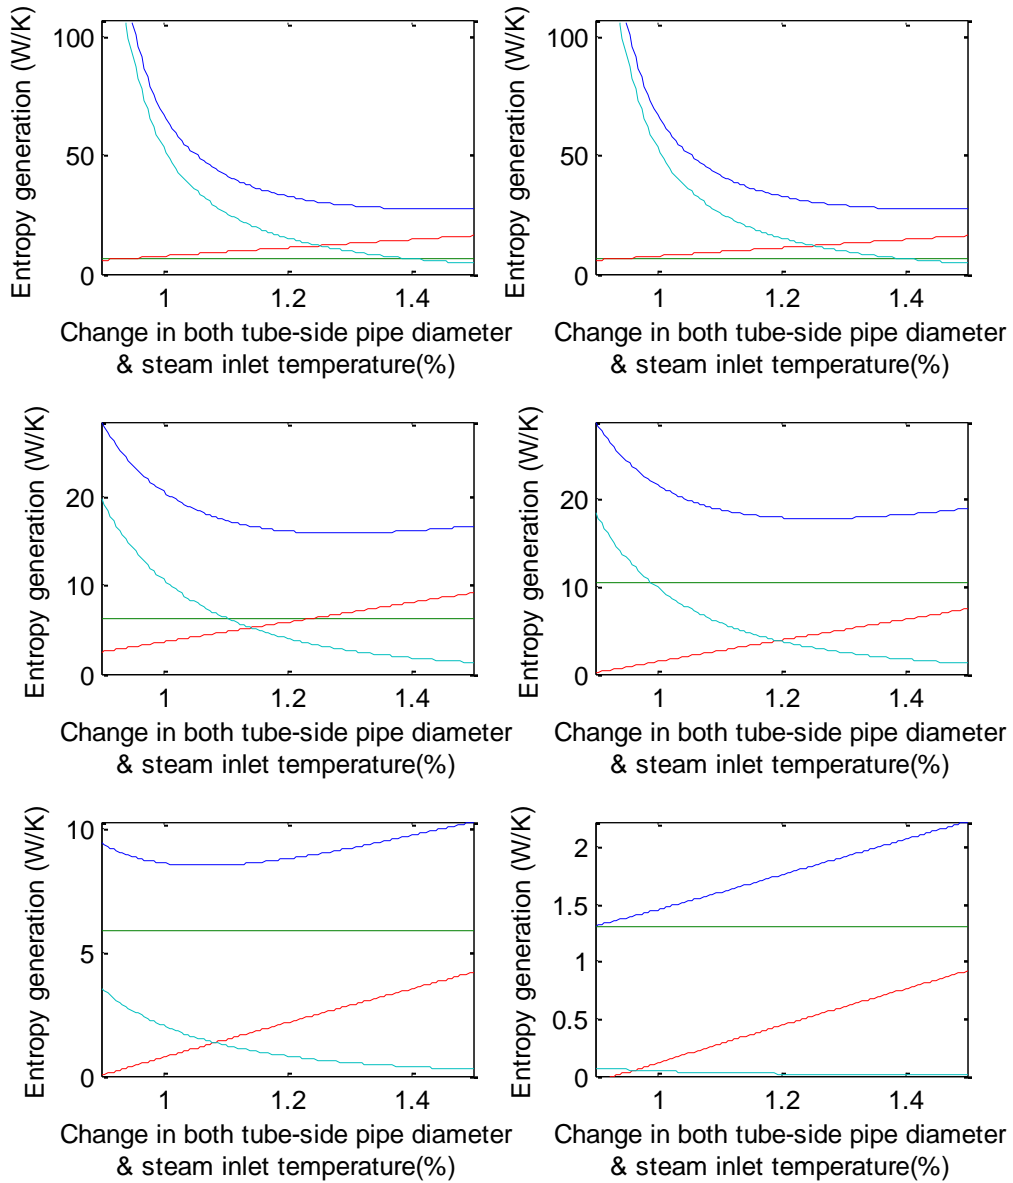 Entropy generation (W/K)
100
50
0
1
1.2
1.4
Change in both tube-side pipe diameter
& steam inlet temperature(%)
Entropy generation (W/K)
100
50
0
1
1.2
1.4
Change in both tube-side pipe diameter
& steam inlet temperature(%)
Entropy generation (W/K)
20
10
0
1
1.2
1.4
Change in both tube-side pipe diameter
& steam inlet temperature(%)
Entropy generation (W/K)
20
10
0
1
1.2
1.4
Change in both tube-side pipe diameter
& steam inlet temperature(%)
Entropy generation (W/K)
10
5
0
1
1.2
1.4
Change in both tube-side pipe diameter
& steam inlet temperature(%)
Entropy generation (W/K)
2
1.5
1
0.5
0
1
1.2
1.4
Change in both tube-side pipe diameter
& steam inlet temperature(%)